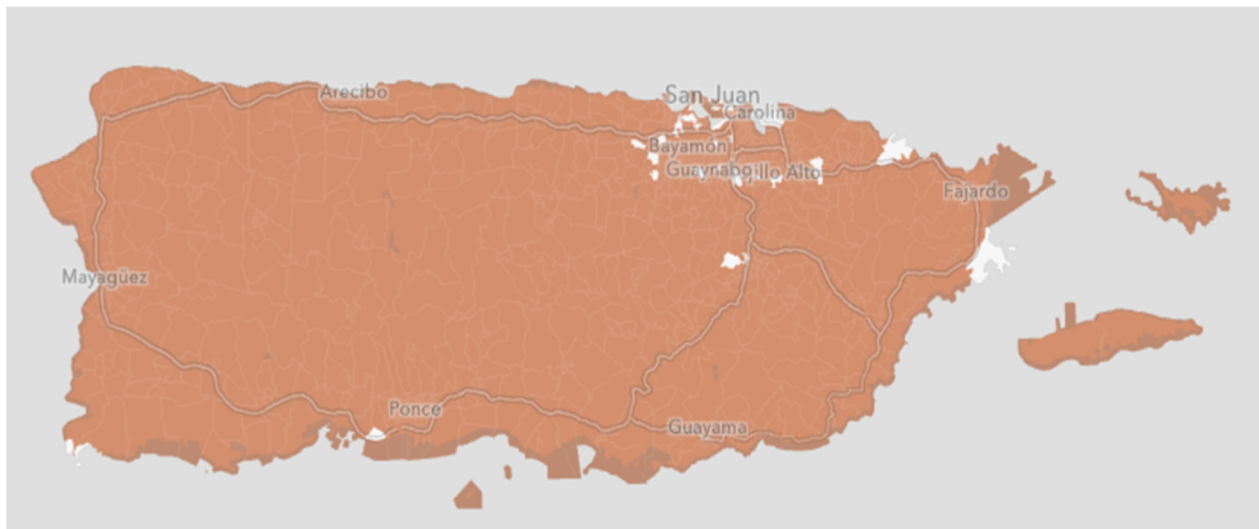 San Juan
Arecibo
Carolina
Bayamón
Guaynabo
illo Alto
Fajardo
Mayagüez
Ponce
Guayama